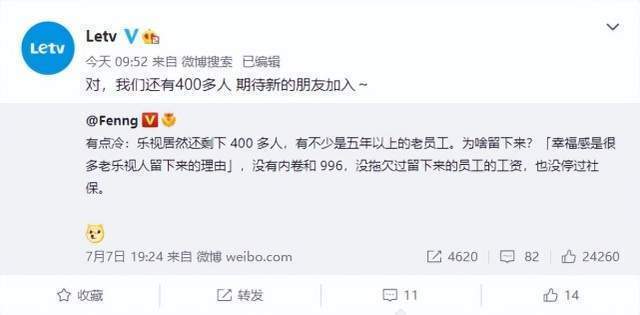 Letv
Letv
今天 09:52 来自 微博搜索 已编辑
对，我们还有400多人 期待新的朋友加入～
@Fenng
有点冷：乐视居然还剩下 400 多人，有不少是五年以上的老员工。为啥留下来？「幸福感是很
多老乐视人留下来的理由」，没有内卷和 996，没拖欠过留下来的员工的工资，也没停过社
保。
7月7日 19:24 来自 微博 weibo.com
4620 82 24260
收藏 转发 11 14